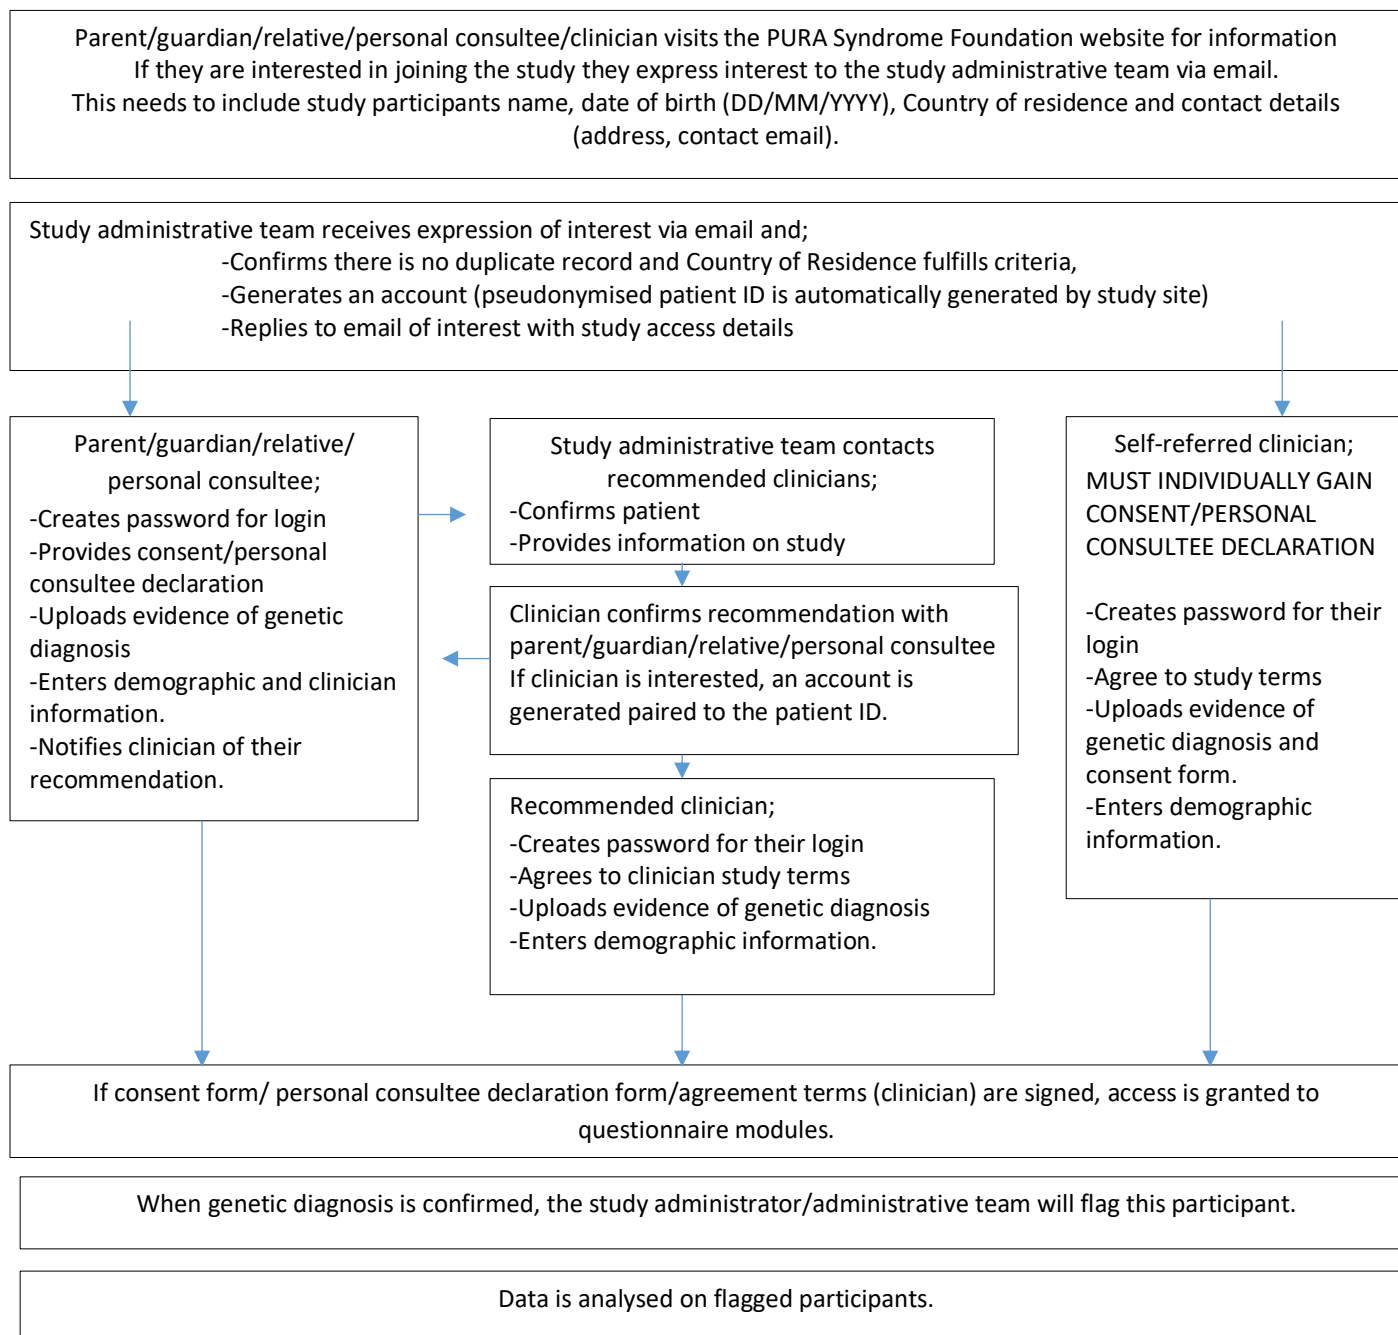 Parent/guardian/relative/personal consultee/clinician visits the PURA Syndrome Foundation website for information
If they are interested in joining the study they express interest to the study administrative team via email.
This needs to include study participants name, date of birth (DD/MM/YYYY), Country of residence and contact details
(address, contact email).
Study administrative team receives expression of interest via email and;
-Confirms there is no duplicate record and Country of Residence fulfills criteria,
-Generates an account (pseudonymised patient ID is automatically generated by study site)
-Replies to email of interest with study access details
Parent/guardian/relative/
personal consultee;
-Creates password for login
-Provides consent/personal
consultee declaration
-Uploads evidence of genetic
diagnosis
-Enters demographic and clinician
information.
-Notifies clinician of their
recommendation.
Study administrative team contacts
recommended clinicians;
-Confirms patient
-Provides information on study
Clinician confirms recommendation with
parent/guardian/relative/personal consultee
If clinician is interested, an account is
generated paired to the patient ID.
Recommended clinician;
-Creates password for their login
-Agrees to clinician study terms
-Uploads evidence of genetic diagnosis
-Enters demographic information.
Self-referred clinician;
MUST INDIVIDUALLY GAIN
CONSENT/PERSONAL
CONSULTEE DECLARATION
-Creates password for their
login
-Agree to study terms
-Uploads evidence of
genetic diagnosis and
consent form.
-Enters demographic
information.
If consent form/ personal consultee declaration form/agreement terms (clinician) are signed, access is granted to
questionnaire modules.
When genetic diagnosis is confirmed, the study administrator/administrative team will flag this participant.
Data is analysed on flagged participants.